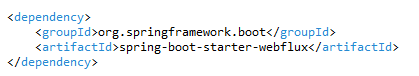 <dependency>
    <groupId>org.springframework.boot</groupId>
    <artifactId>spring-boot-starter-webflux</artifactId>
</dependency>